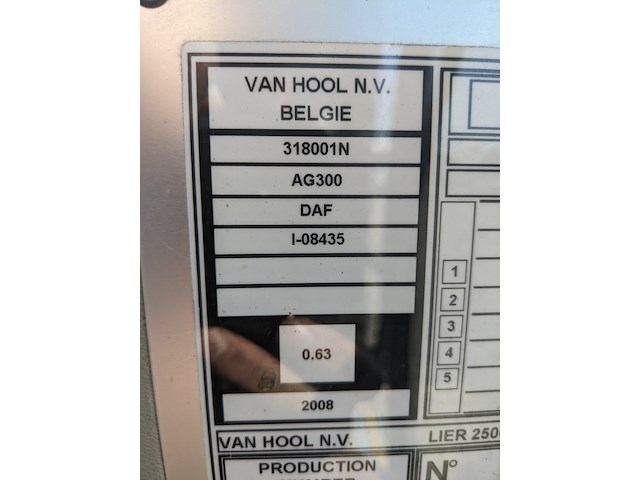 VAN HOOL N.V.
BELGIE
318001N
AG300
DAF
I-08435
0.63
2008
1
2
3
4
5
VAN HOOL N.V. LIER 250
PRODUCTION N°
NUMBER